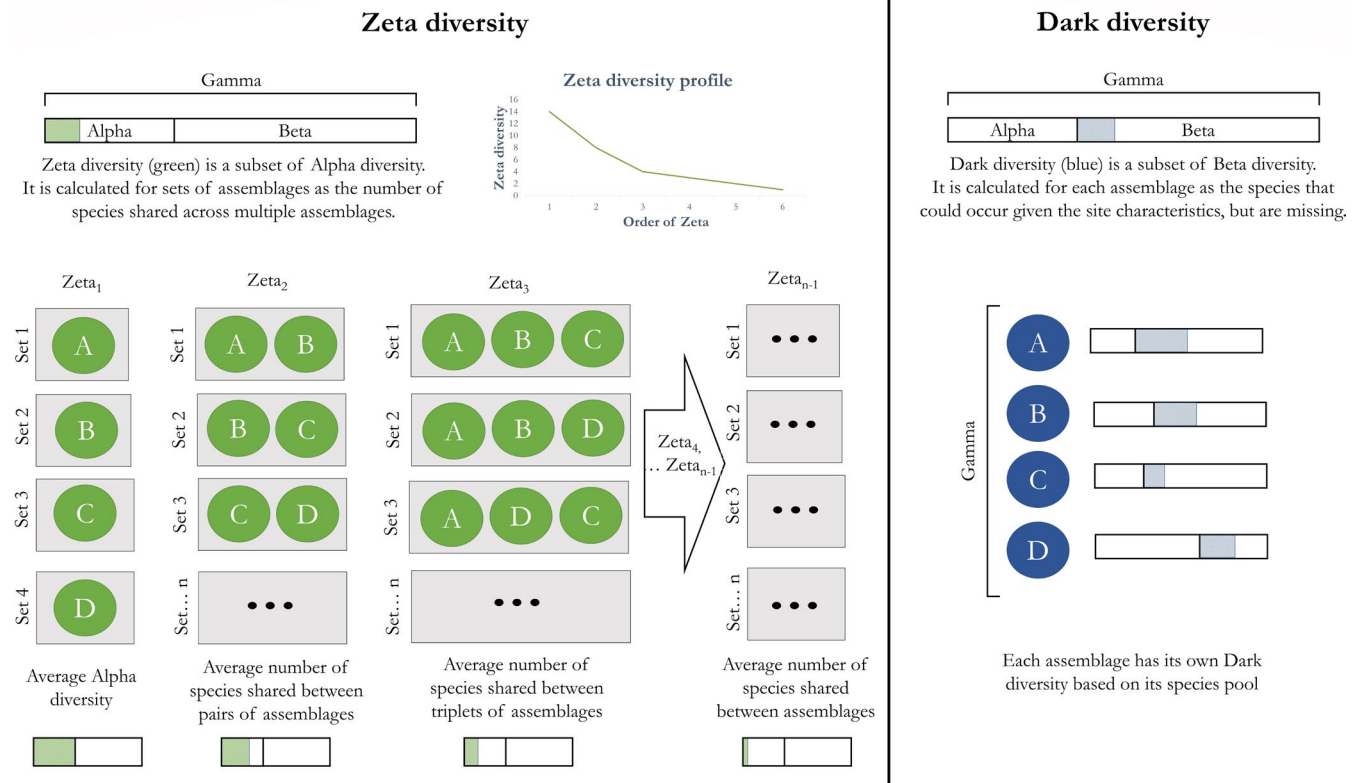 Zeta diversity
Gamma
Alpha
Beta
Zeta diversity (green) is a subset of Alpha diversity.
It is calculated for sets of assemblages as the number of
species shared across multiple assemblages.
Zeta diversity profile
Zeta diversity
16
14
12
10
8
6
4
2
0
1 2 3 4 5 6
Order of Zeta
Zeta1
Set 1
A
Set 2
B
Set 3
C
Set 4
D
Average Alpha
diversity
Zeta2
Set 1
A B
Set 2
B C
Set 3
C D
Set... n
...
Average number of
species shared between
pairs of assemblages
Zeta3
Set 1
A B C
Set 2
A B D
Set 3
A D C
Set... n
...
Average number of
species shared between
triplets of assemblages
Zeta4,
... Zetan-1
Zetan-1
Set 1
...
Set 2
...
Set 3
...
Set... n
...
Average number of
species shared
between assemblages
Dark diversity
Gamma
Alpha
Beta
Dark diversity (blue) is a subset of Beta diversity.
It is calculated for each assemblage as the species that
could occur given the site characteristics, but are missing.
Gamma
A
B
C
D
Each assemblage has its own Dark
diversity based on its species pool